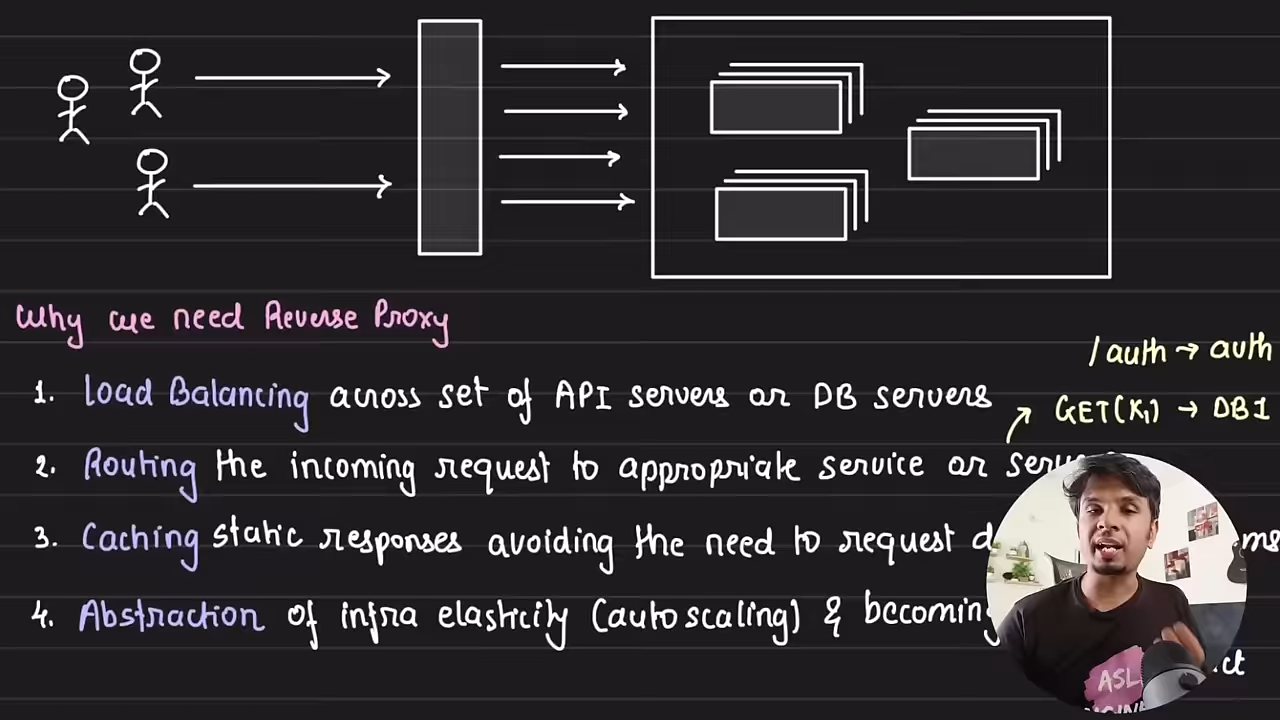 Why we need Reverse Proxy
/auth → auth
1. Load Balancing across set of API servers or DB servers
GET(K1) → DB1
2. Routing the incoming request to appropriate service or
3. Caching static responses avoiding the need to request
4. Abstraction of infra elasticity (autoscaling) & becoming
ASL